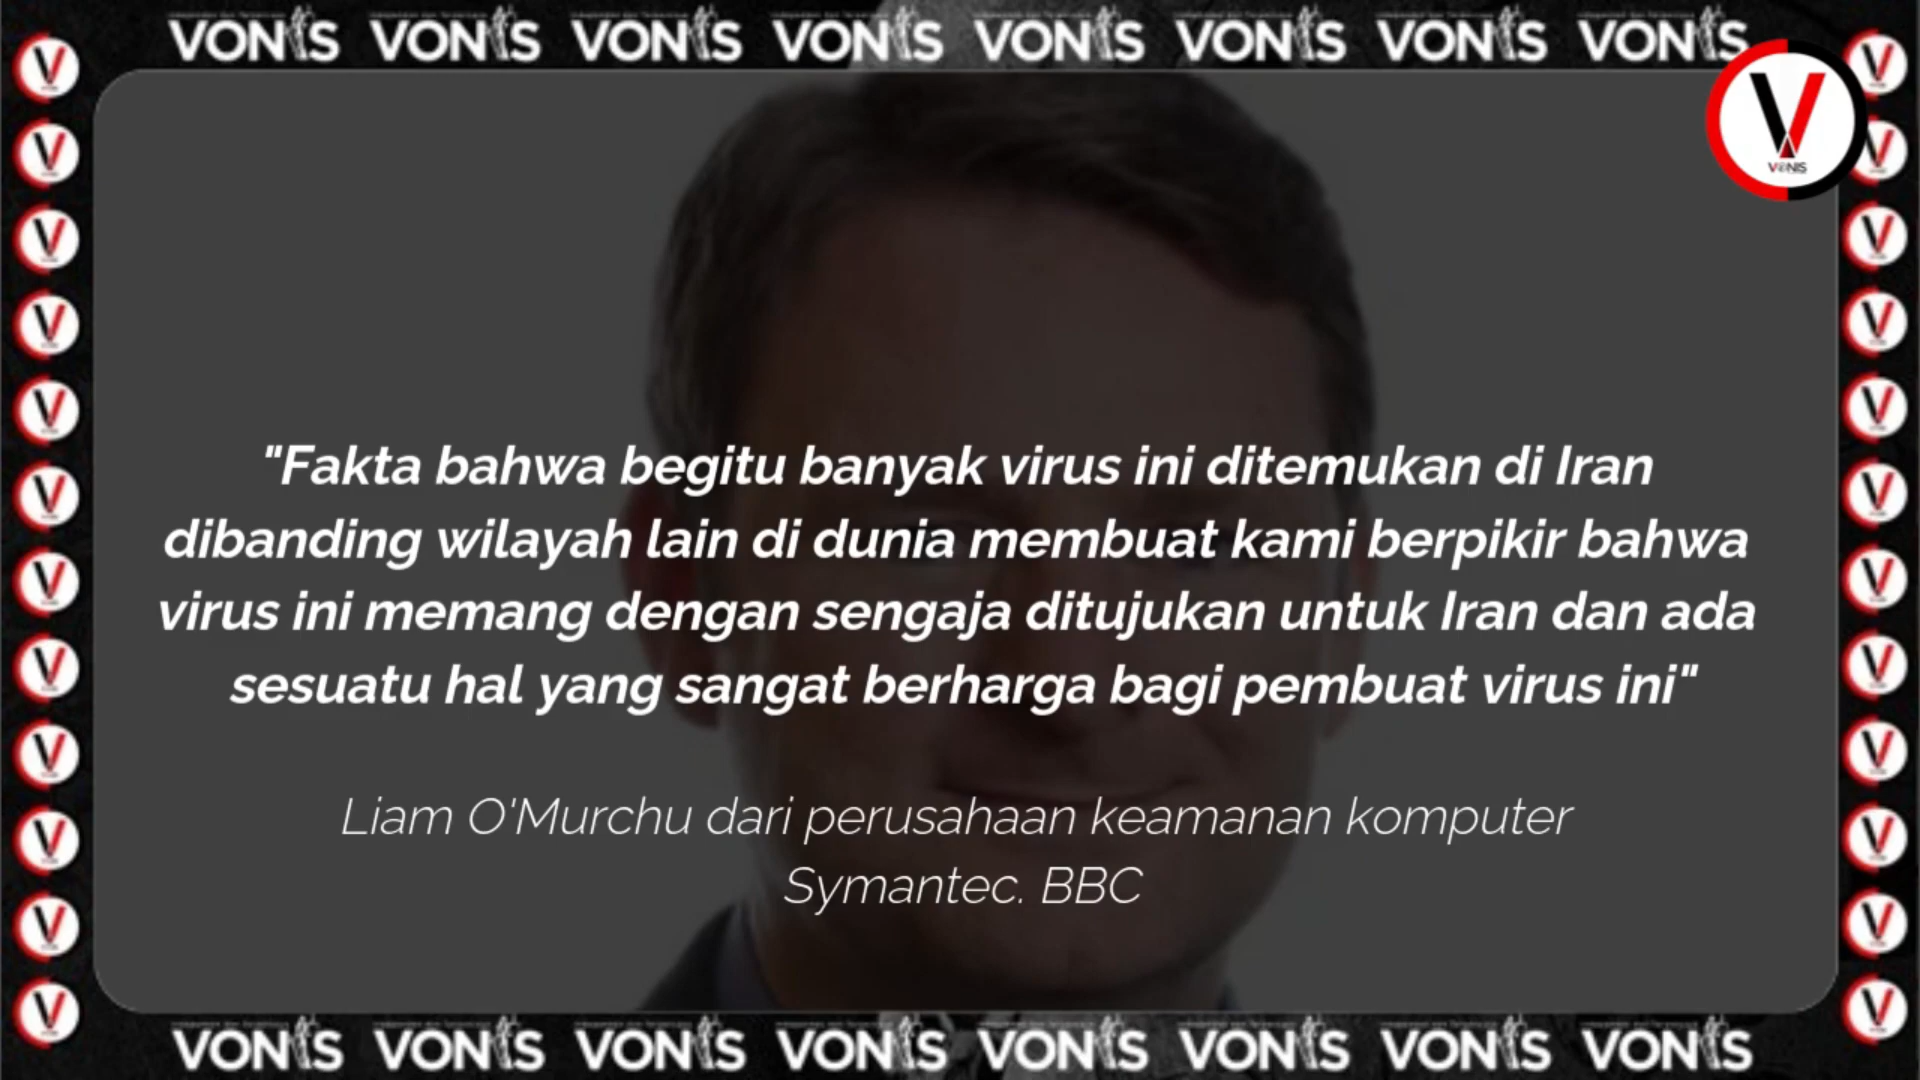 VONIS VONIS VONIS VONIS VONIS VONIS VONIS VONIS
V
VONIS
"Fakta bahwa begitu banyak virus ini ditemukan di Iran
dibanding wilayah lain di dunia membuat kami berpikir bahwa
virus ini memang dengan sengaja ditujukan untuk Iran dan ada
sesuatu hal yang sangat berharga bagi pembuat virus ini"
Liam O'Murchu dari perusahaan keamanan komputer
Symantec. BBC
VONIS VONIS VONIS VONIS VONIS VONIS VONIS VONIS